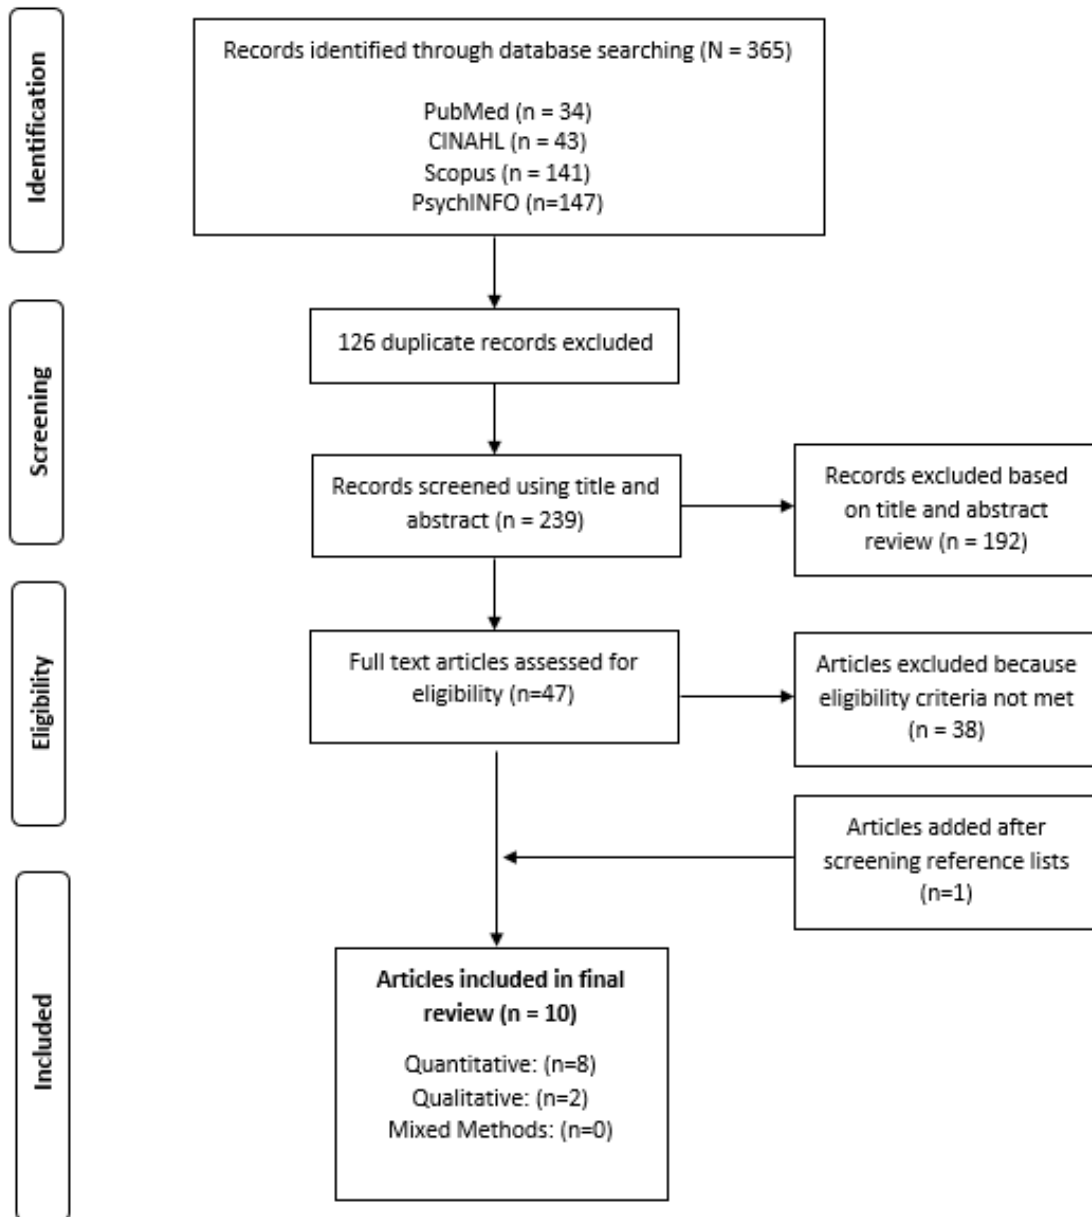 Identification
Records identified through database searching (N = 365)
PubMed (n = 34)
CINAHL (n = 43)
Scopus (n = 141)
PsychINFO (n=147)
Screening
126 duplicate records excluded
Records screened using title and
abstract (n = 239)
Records excluded based
on title and abstract
review (n = 192)
Eligibility
Full text articles assessed for
eligibility (n=47)
Articles excluded because
eligibility criteria not met
(n = 38)
Articles added after
screening reference lists
(n=1)
Included
Articles included in final
review (n = 10)
Quantitative: (n=8)
Qualitative: (n=2)
Mixed Methods: (n=0)